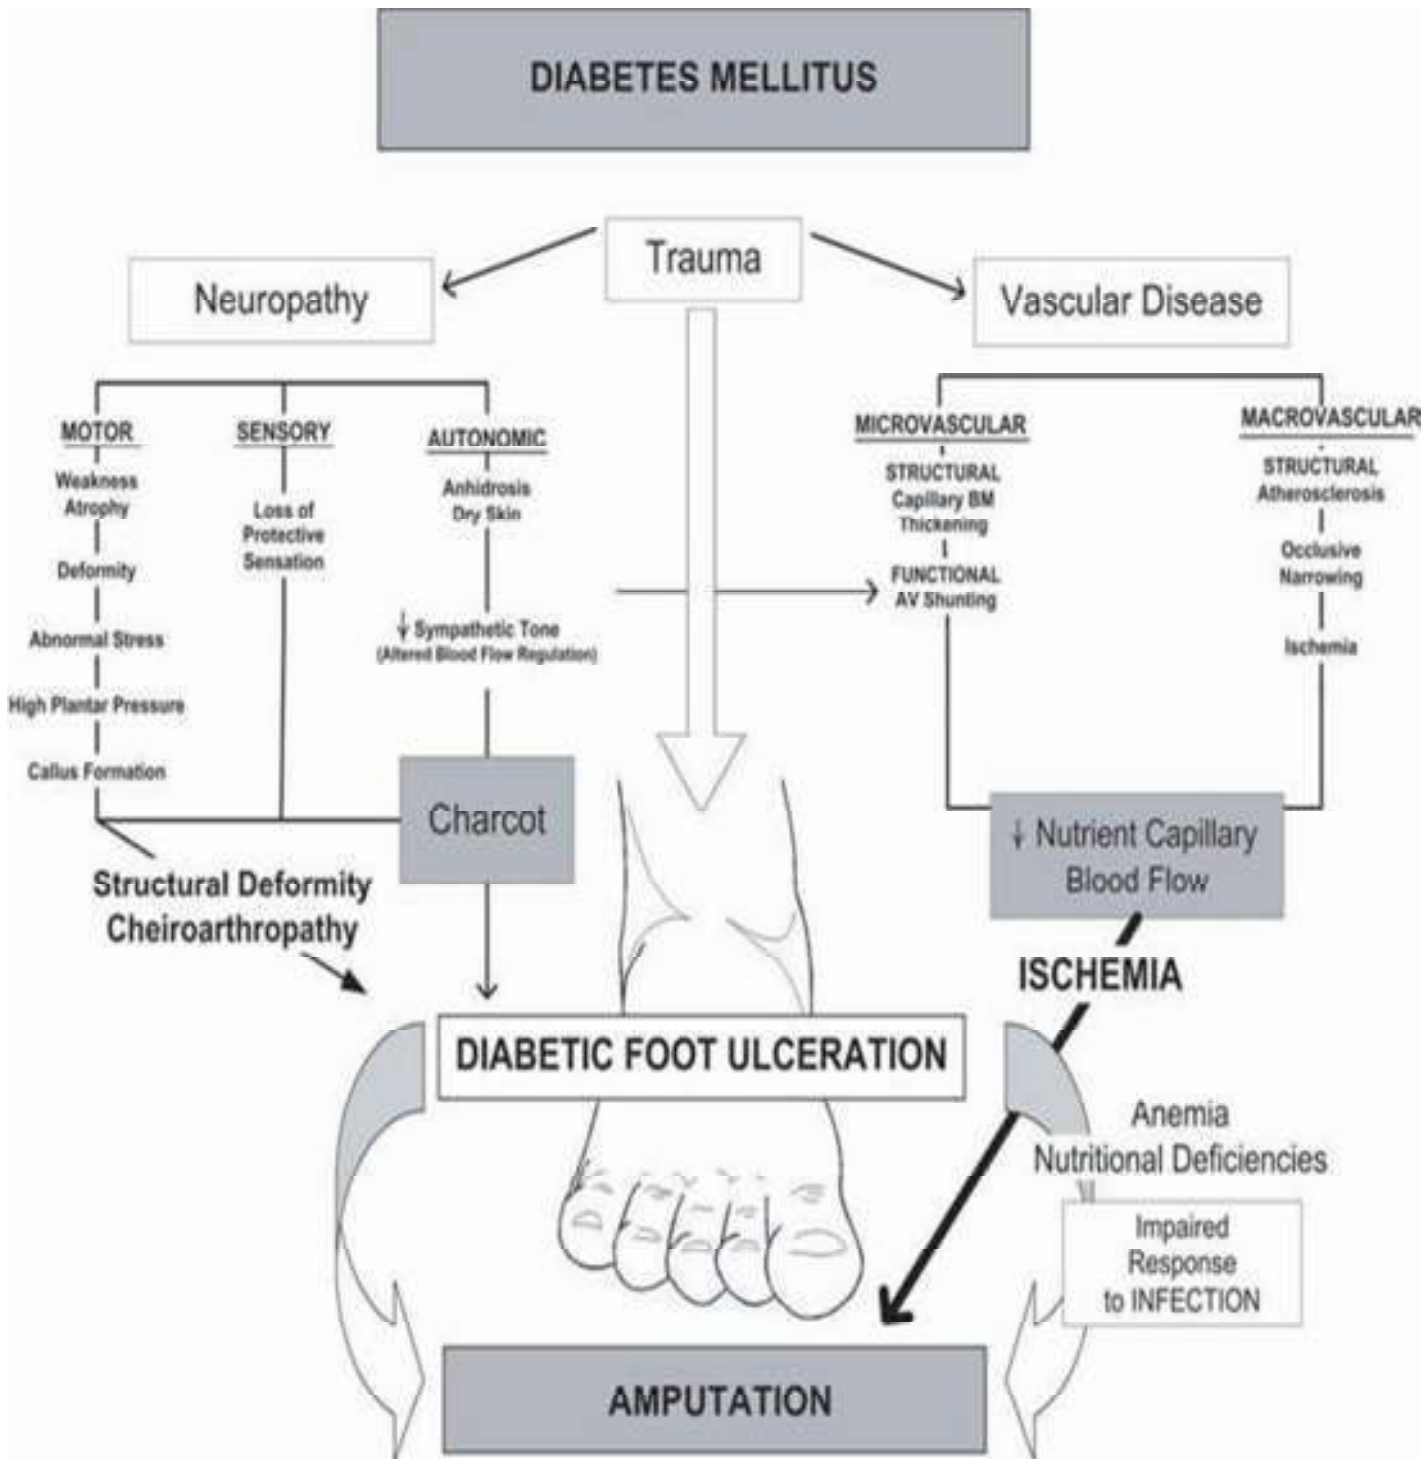 DIABETES MELLITUS
Trauma
Neuropathy
Vascular Disease
MOTOR
Weakness
Atrophy
Deformity
Abnormal Stress
High Plantar Pressure
Callus Formation
SENSORY
Loss of
Protective
Sensation
AUTONOMIC
Anhidrosis
Dry Skin
↓ Sympathetic Tone
(Altered Blood Flow Regulation)
MICROVASCULAR
STRUCTURAL
Capillary BM
Thickening
FUNCTIONAL
AV Shunting
MACROVASCULAR
STRUCTURAL
Atherosclerosis
Occlusive
Narrowing
Ischemia
Charcot
Structural Deformity
Cheiroarthropathy
↓ Nutrient Capillary
Blood Flow
ISCHEMIA
DIABETIC FOOT ULCERATION
Anemia
Nutritional Deficiencies
Impaired
Response
to INFECTION
AMPUTATION